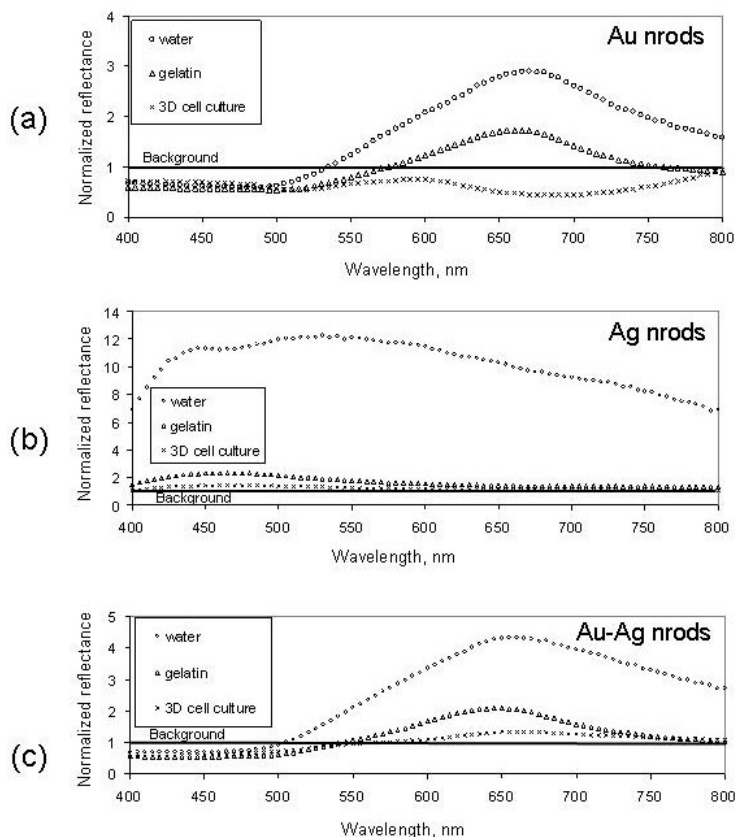 (a)
Normalized reflectance
4
3
2
1
0
water
gelatin
3D cell culture
Au nrods
Background
400 450 500 550 600 650 700 750 800
Wavelength, nm
(b)
Normalized reflectance
14
12
10
8
6
4
2
0
Ag nrods
water
gelatin
3D cell culture
Background
400 450 500 550 600 650 700 750 800
Wavelength, nm
(c)
Normalized reflectance
5
4
3
2
1
0
water
gelatin
3D cell culture
Au-Ag nrods
Background
400 450 500 550 600 650 700 750 800
Wavelength, nm